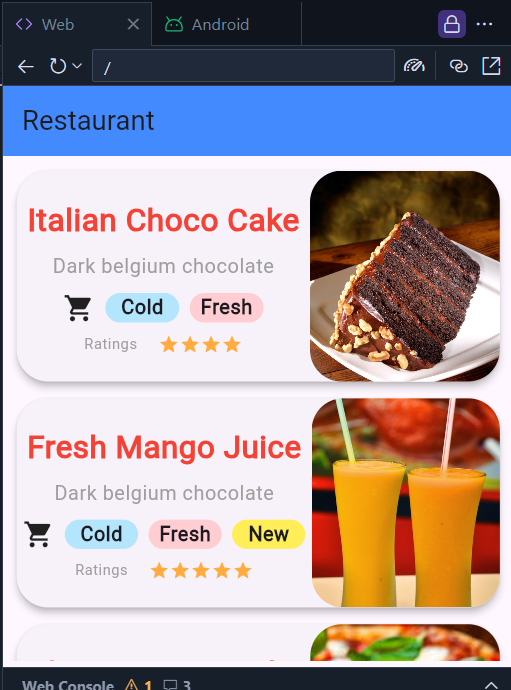 Web
Android
/
Restaurant
Italian Choco Cake
Dark belgium chocolate
Cold
Fresh
Ratings
Fresh Mango Juice
Dark belgium chocolate
Cold
Fresh
New
Ratings
Web Console
1
3